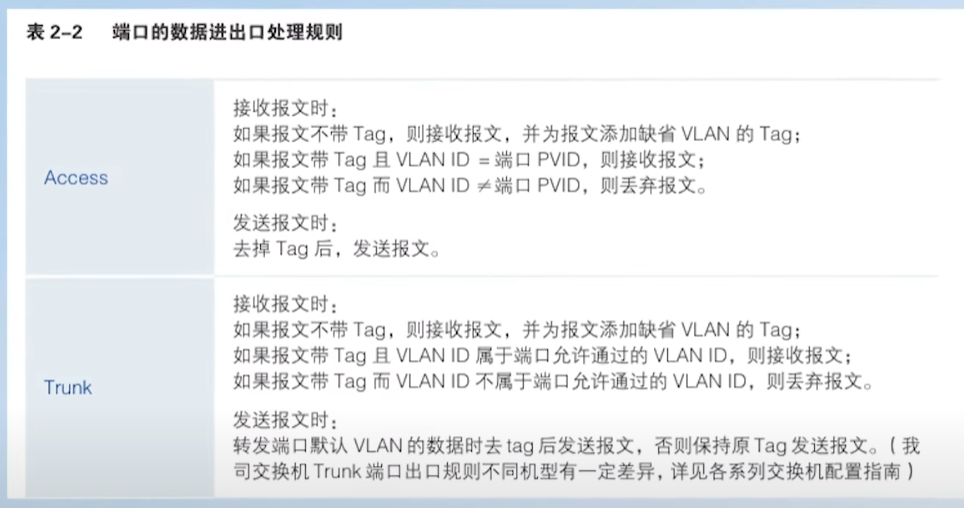 表 2-2 端口的数据进出口处理规则
Access
接收报文时：
如果报文不带 Tag，则接收报文，并为报文添加缺省 VLAN 的 Tag；
如果报文带 Tag 且 VLAN ID ＝端口 PVID，则接收报文；
如果报文带 Tag 而 VLAN ID ≠端口 PVID，则丢弃报文。
发送报文时：
去掉 Tag 后，发送报文。
Trunk
接收报文时：
如果报文不带 Tag，则接收报文，并为报文添加缺省 VLAN 的 Tag；
如果报文带 Tag 且 VLAN ID 属于端口允许通过的 VLAN ID，则接收报文；
如果报文带 Tag 而 VLAN ID 不属于端口允许通过的 VLAN ID，则丢弃报文。
发送报文时：
转发端口默认 VLAN 的数据时去 tag 后发送报文，否则保持原 Tag 发送报文。（ 我
司交换机 Trunk 端口出口规则不同机型有一定差异，详见各系列交换机配置指南 ）